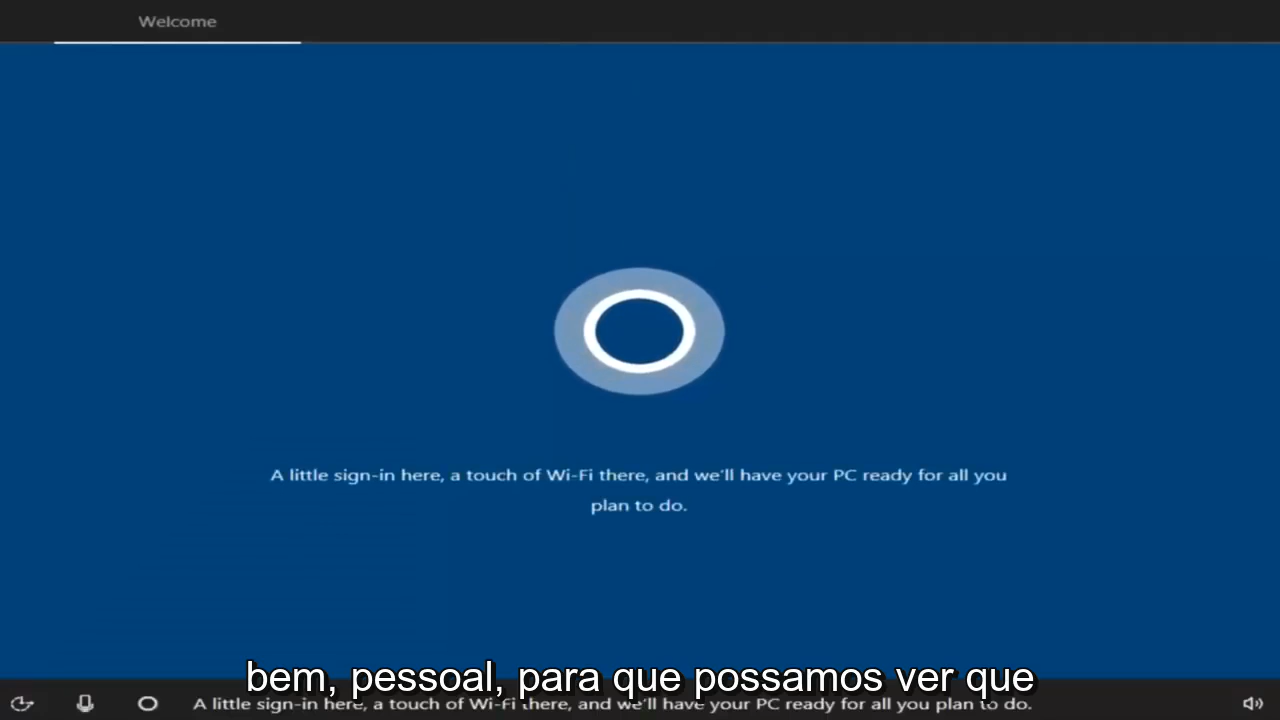 Welcome
A little sign-in here, a touch of Wi-Fi there, and we'll have your PC ready for all you
plan to do.
bem, pessoal, para que possamos ver que
A little sign-in here, a touch of Wi-Fi there, and we'll have your PC ready for all you plan to do.